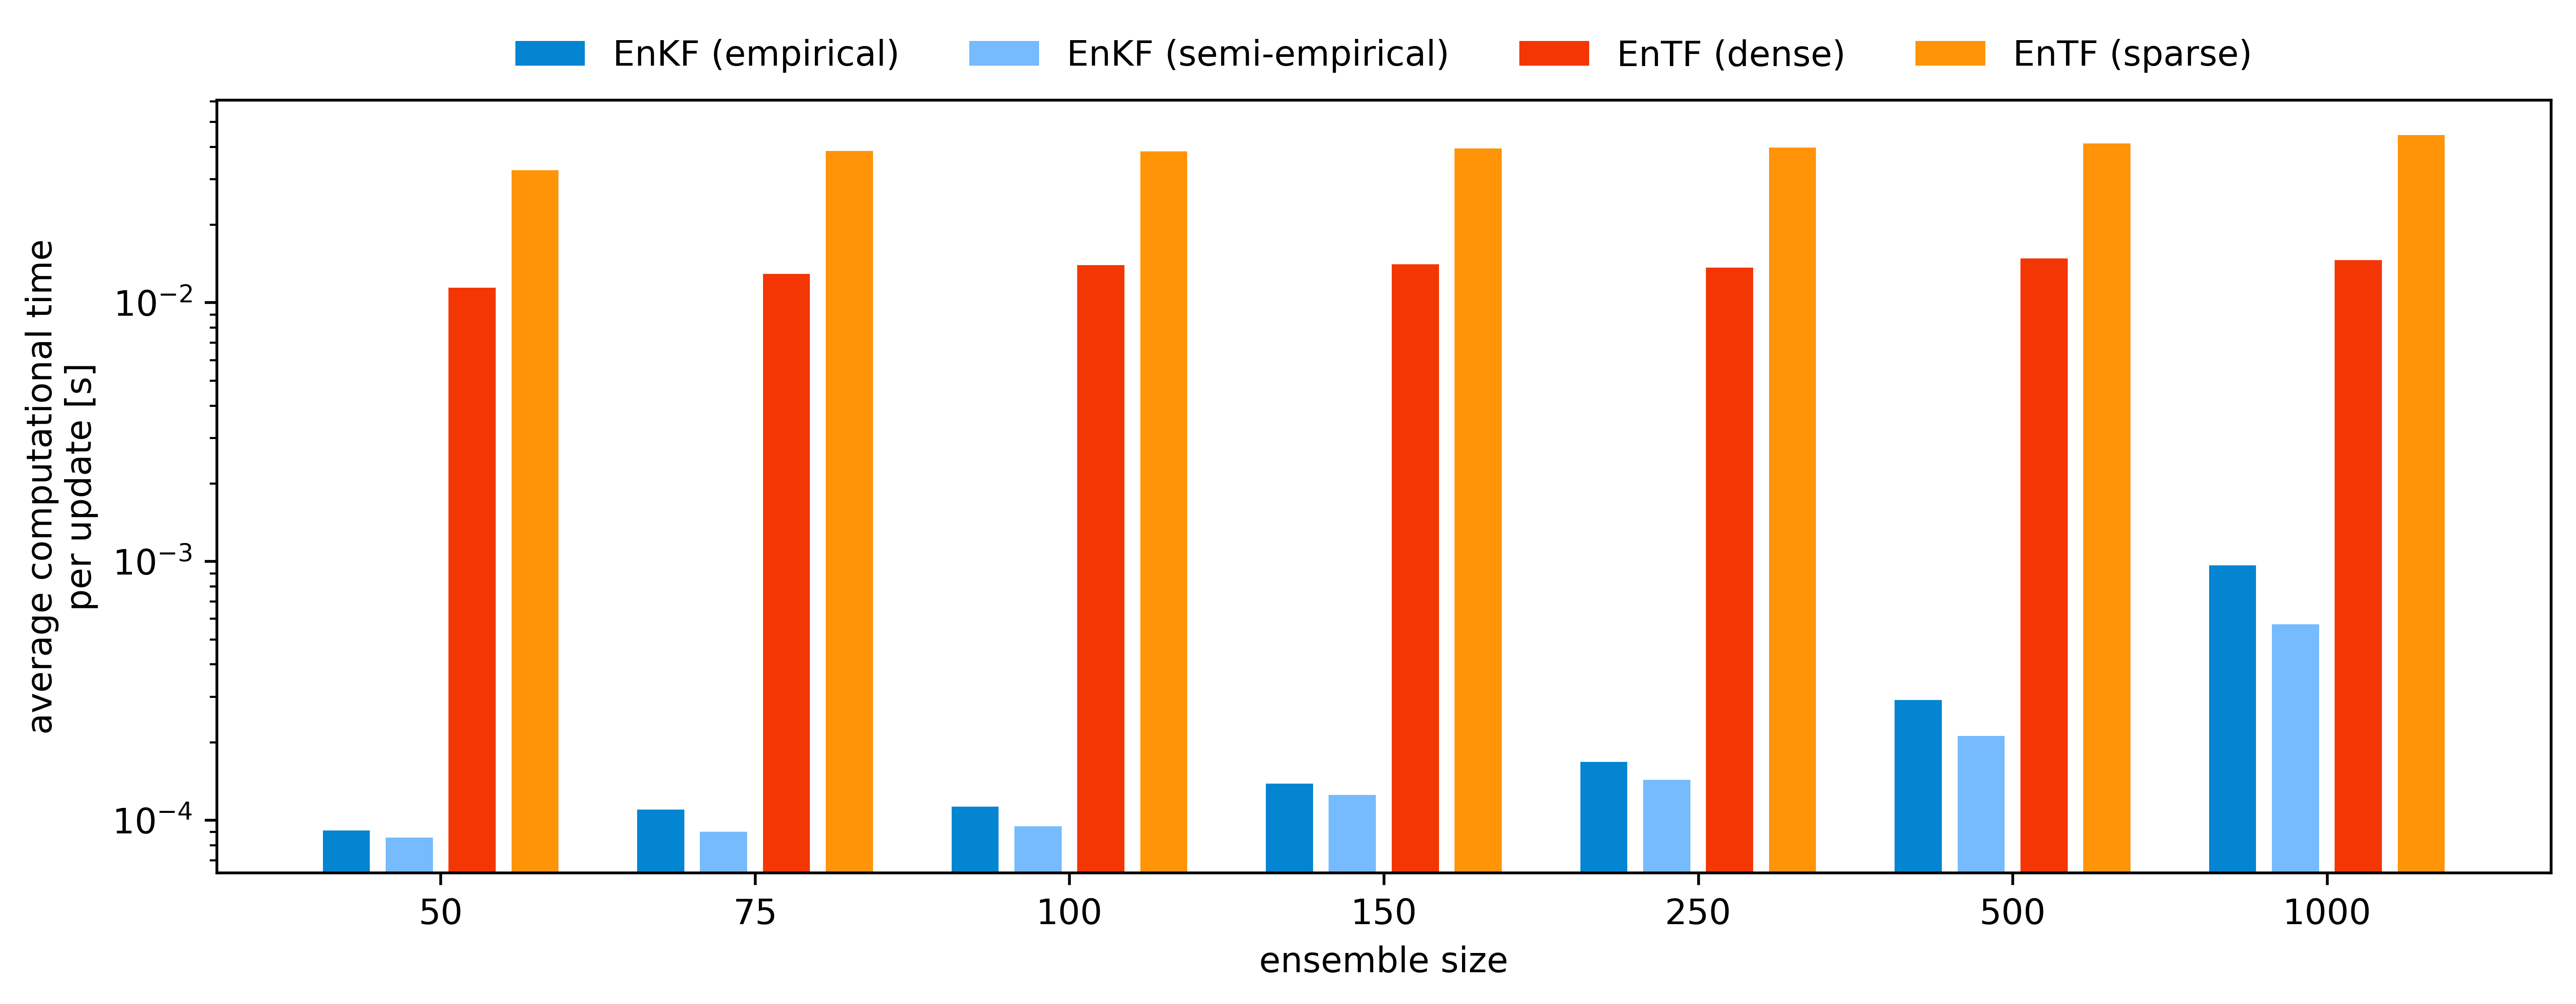 EnKF (empirical) EnKF (semi-empirical) EnTF (dense) EnTF (sparse)
average computational time
per update [s]
10⁻²
10⁻³
10⁻⁴
50 75 100 150 250 500 1000
ensemble size